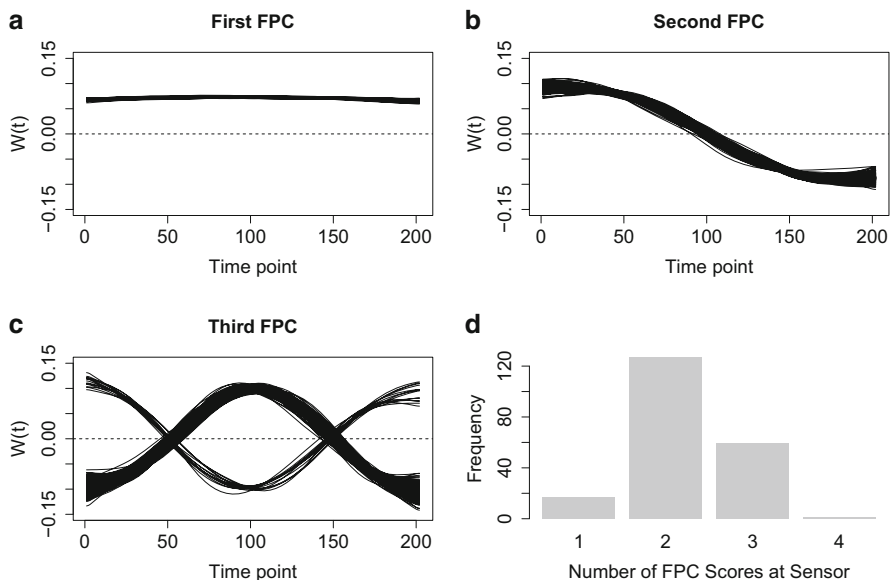 a
First FPC
W(t)
0.15
0.00
−0.15
0
50
100
150
200
Time point
b
Second FPC
W(t)
0.15
0.00
−0.15
0
50
100
150
200
Time point
c
Third FPC
W(t)
0.15
0.00
−0.15
0
50
100
150
200
Time point
d
Frequency
120
80
40
0
1
2
3
4
Number of FPC Scores at Sensor